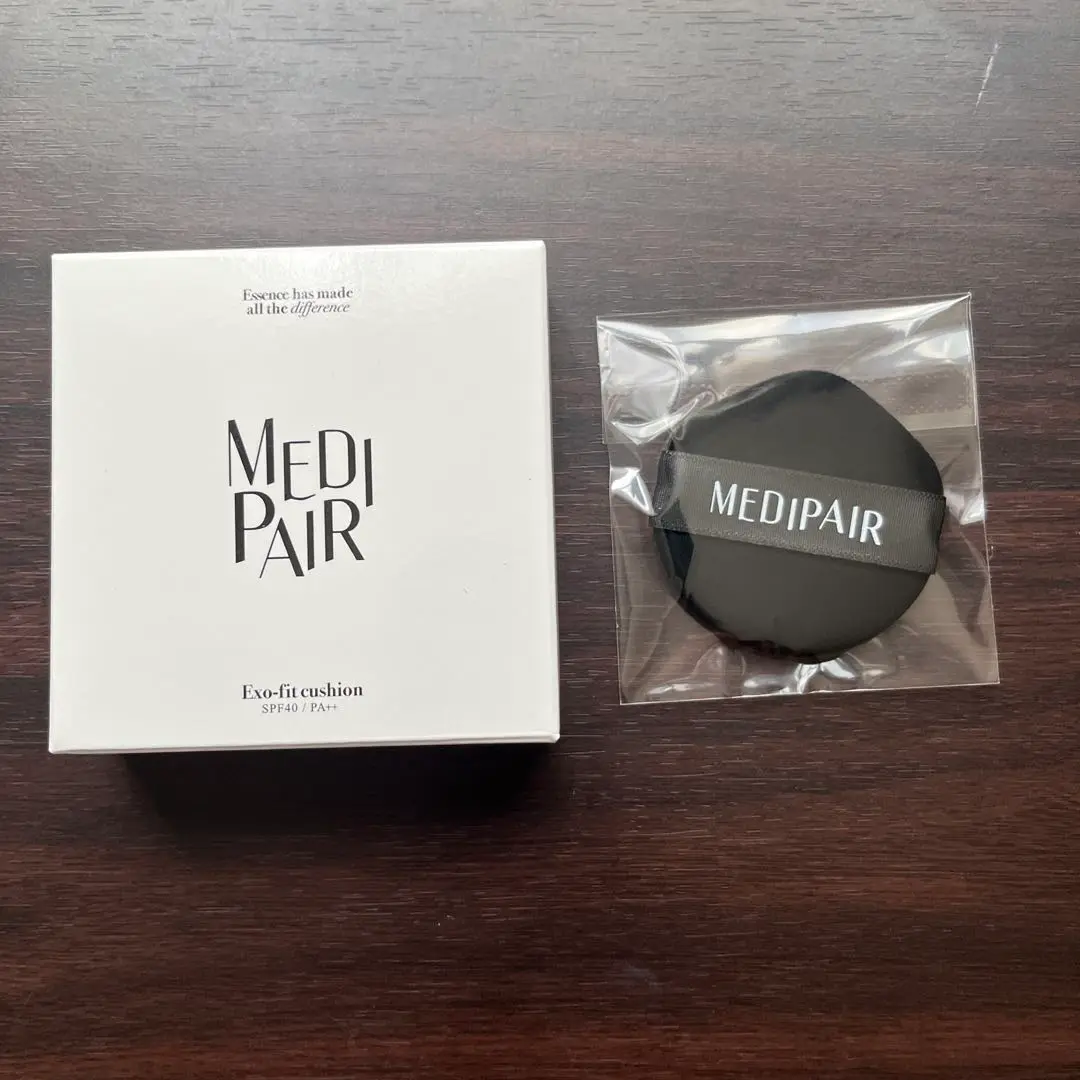 Essence has made
all the difference
MEDI
PAIR
Exo-fit cushion
SPF40 / PA++
MEDIPAIR